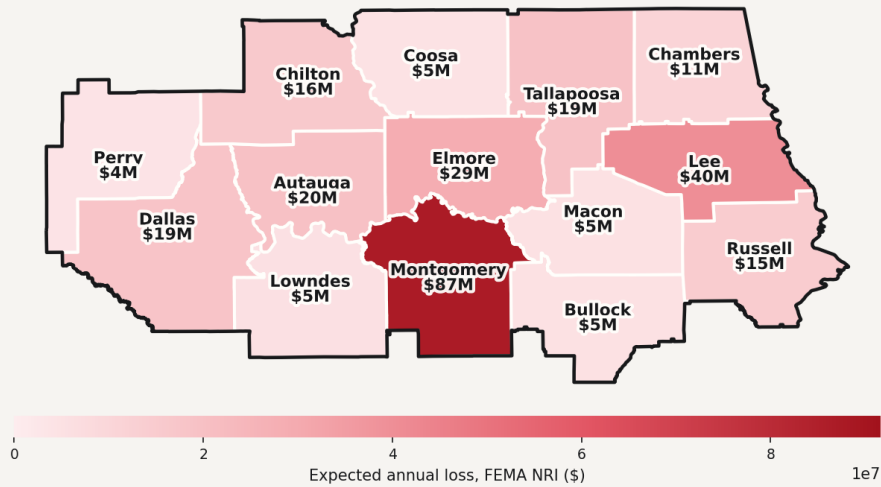 Coosa
$5M
Chambers
$11M
Chilton
$16M
Tallapoosa
$19M
Perry
$4M
Elmore
$29M
Lee
$40M
Autauga
$20M
Dallas
$19M
Macon
$5M
Russell
$15M
Montgomery
$87M
Lowndes
$5M
Bullock
$5M
0 2 4 6 8
1e7
Expected annual loss, FEMA NRI ($)